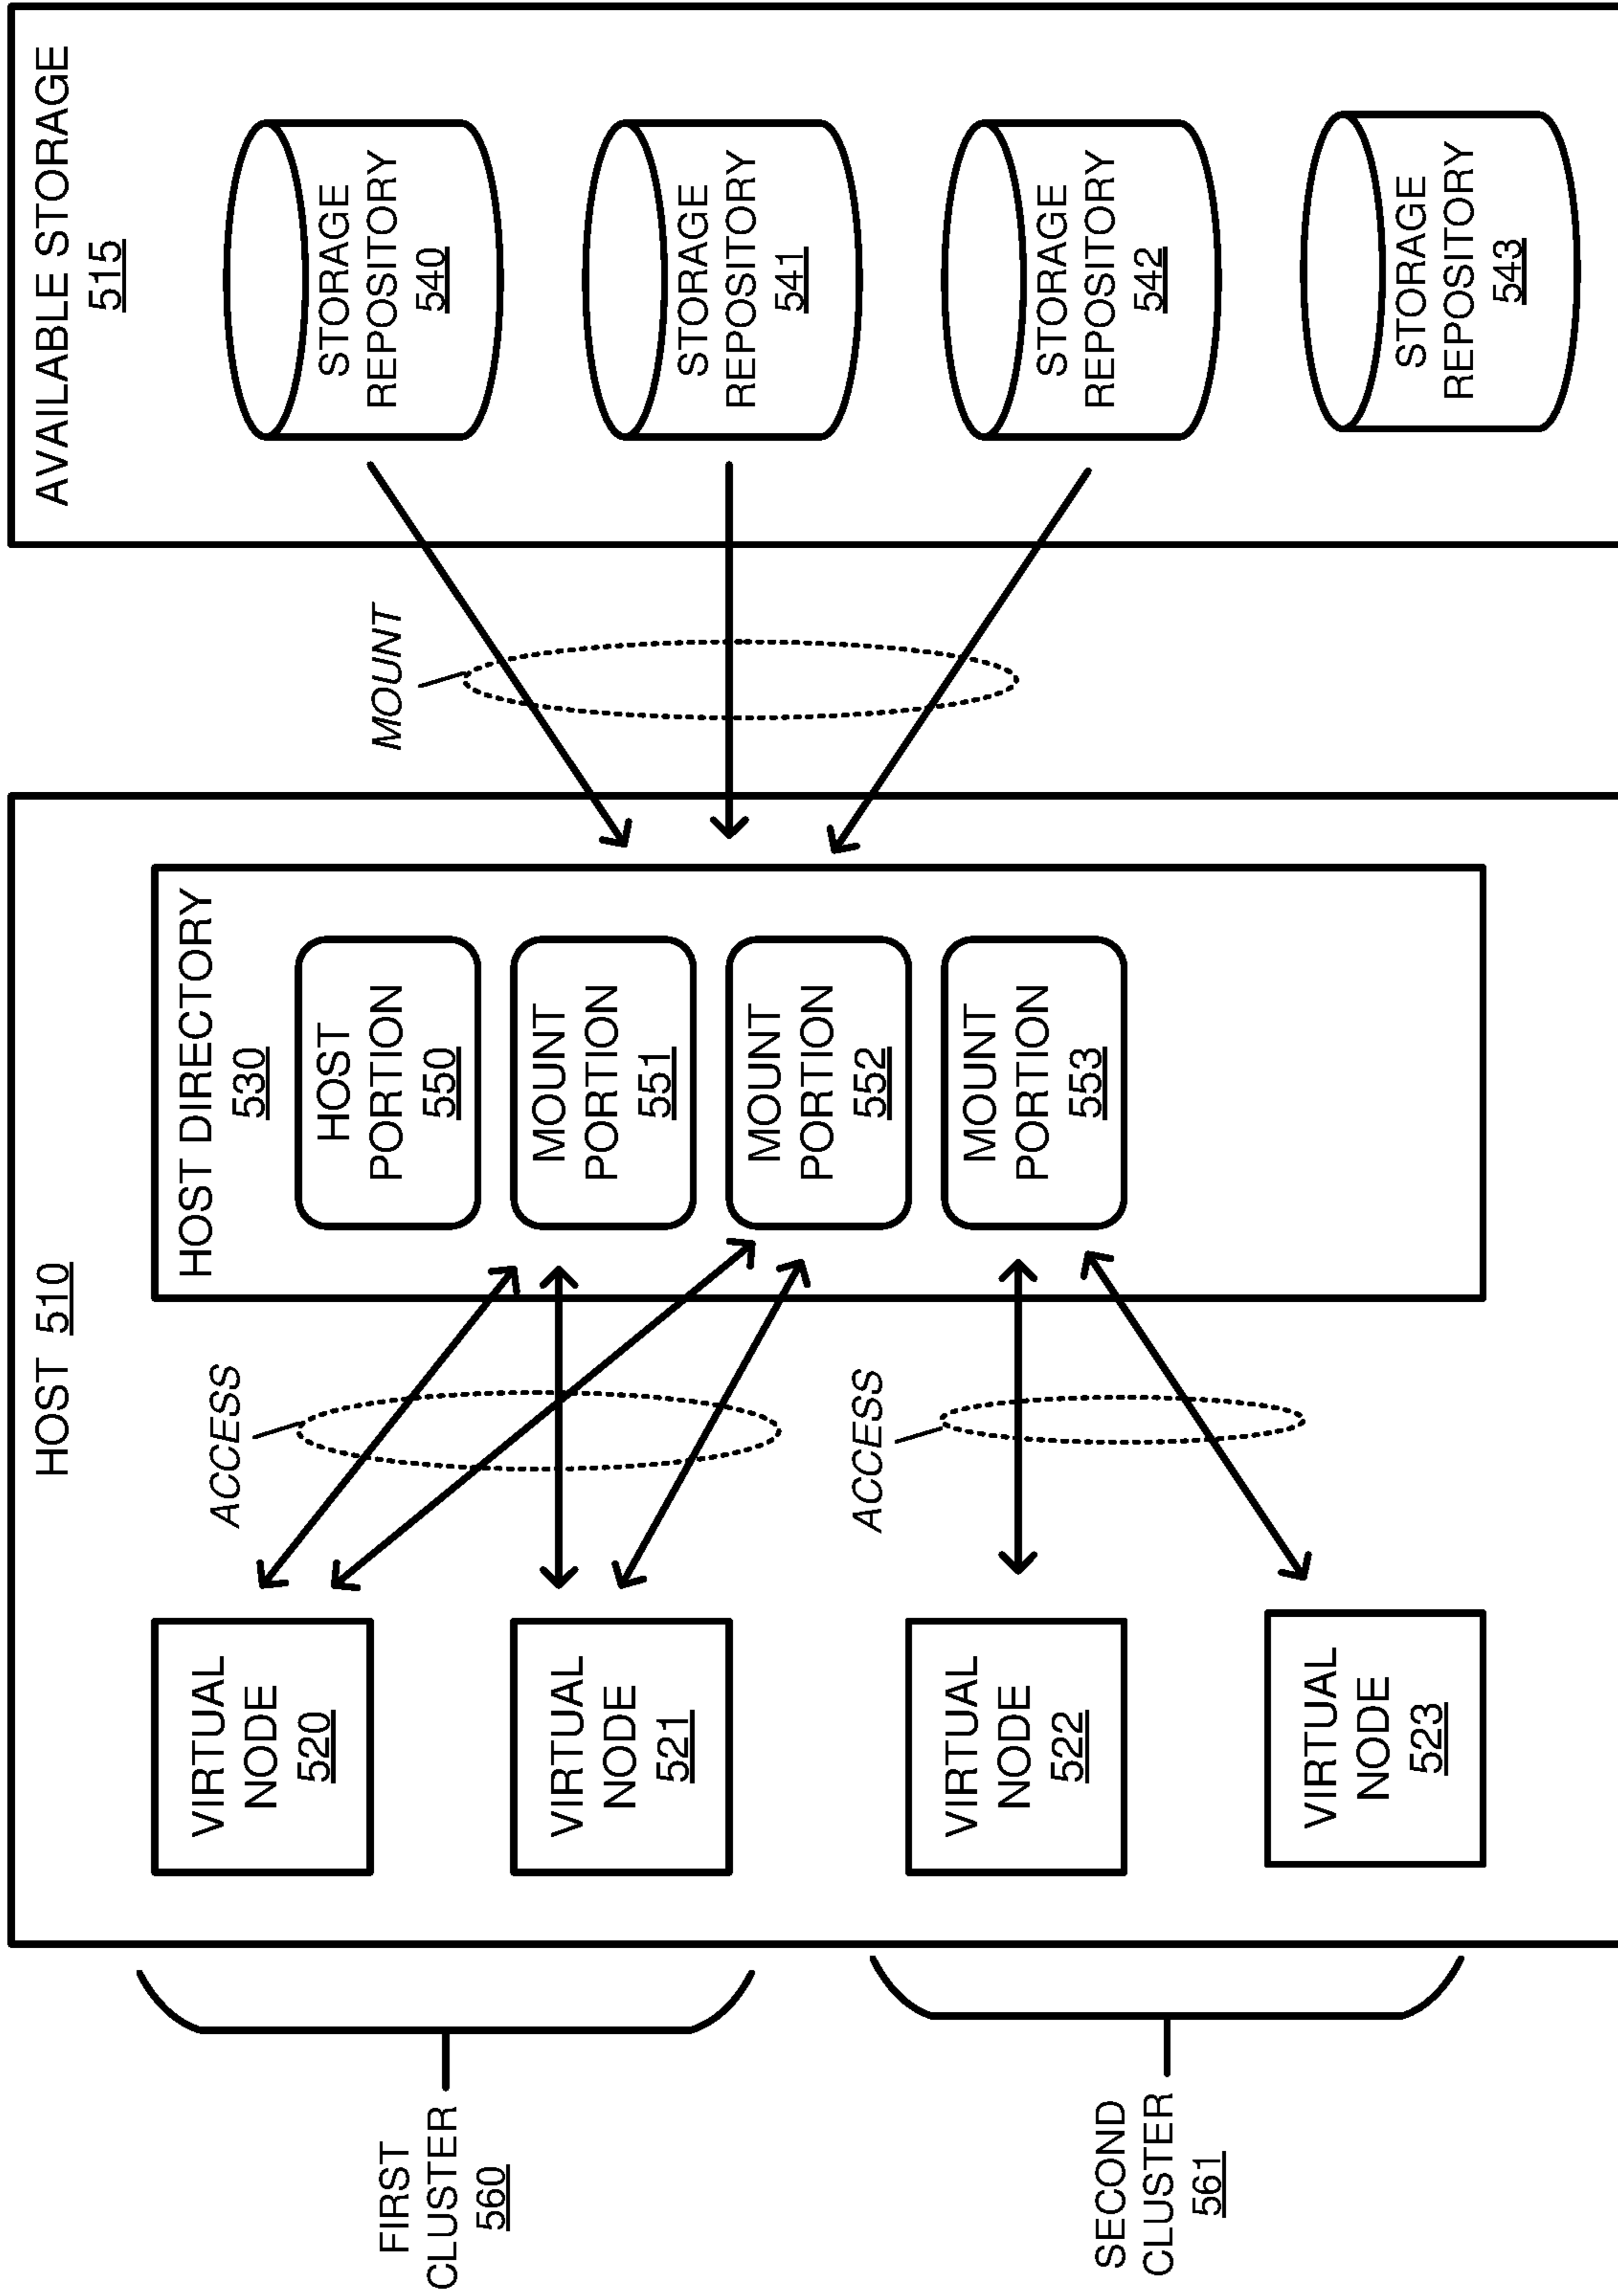 HOST 510
VIRTUAL
NODE
520
VIRTUAL
NODE
521
VIRTUAL
NODE
522
VIRTUAL
NODE
523
ACCESS
ACCESS
HOST DIRECTORY
530
HOST
PORTION
550
MOUNT
PORTION
551
MOUNT
PORTION
552
MOUNT
PORTION
553
MOUNT
AVAILABLE STORAGE
515
STORAGE
REPOSITORY
540
STORAGE
REPOSITORY
541
STORAGE
REPOSITORY
542
STORAGE
REPOSITORY
543
FIRST
CLUSTER
560
SECOND
CLUSTER
561